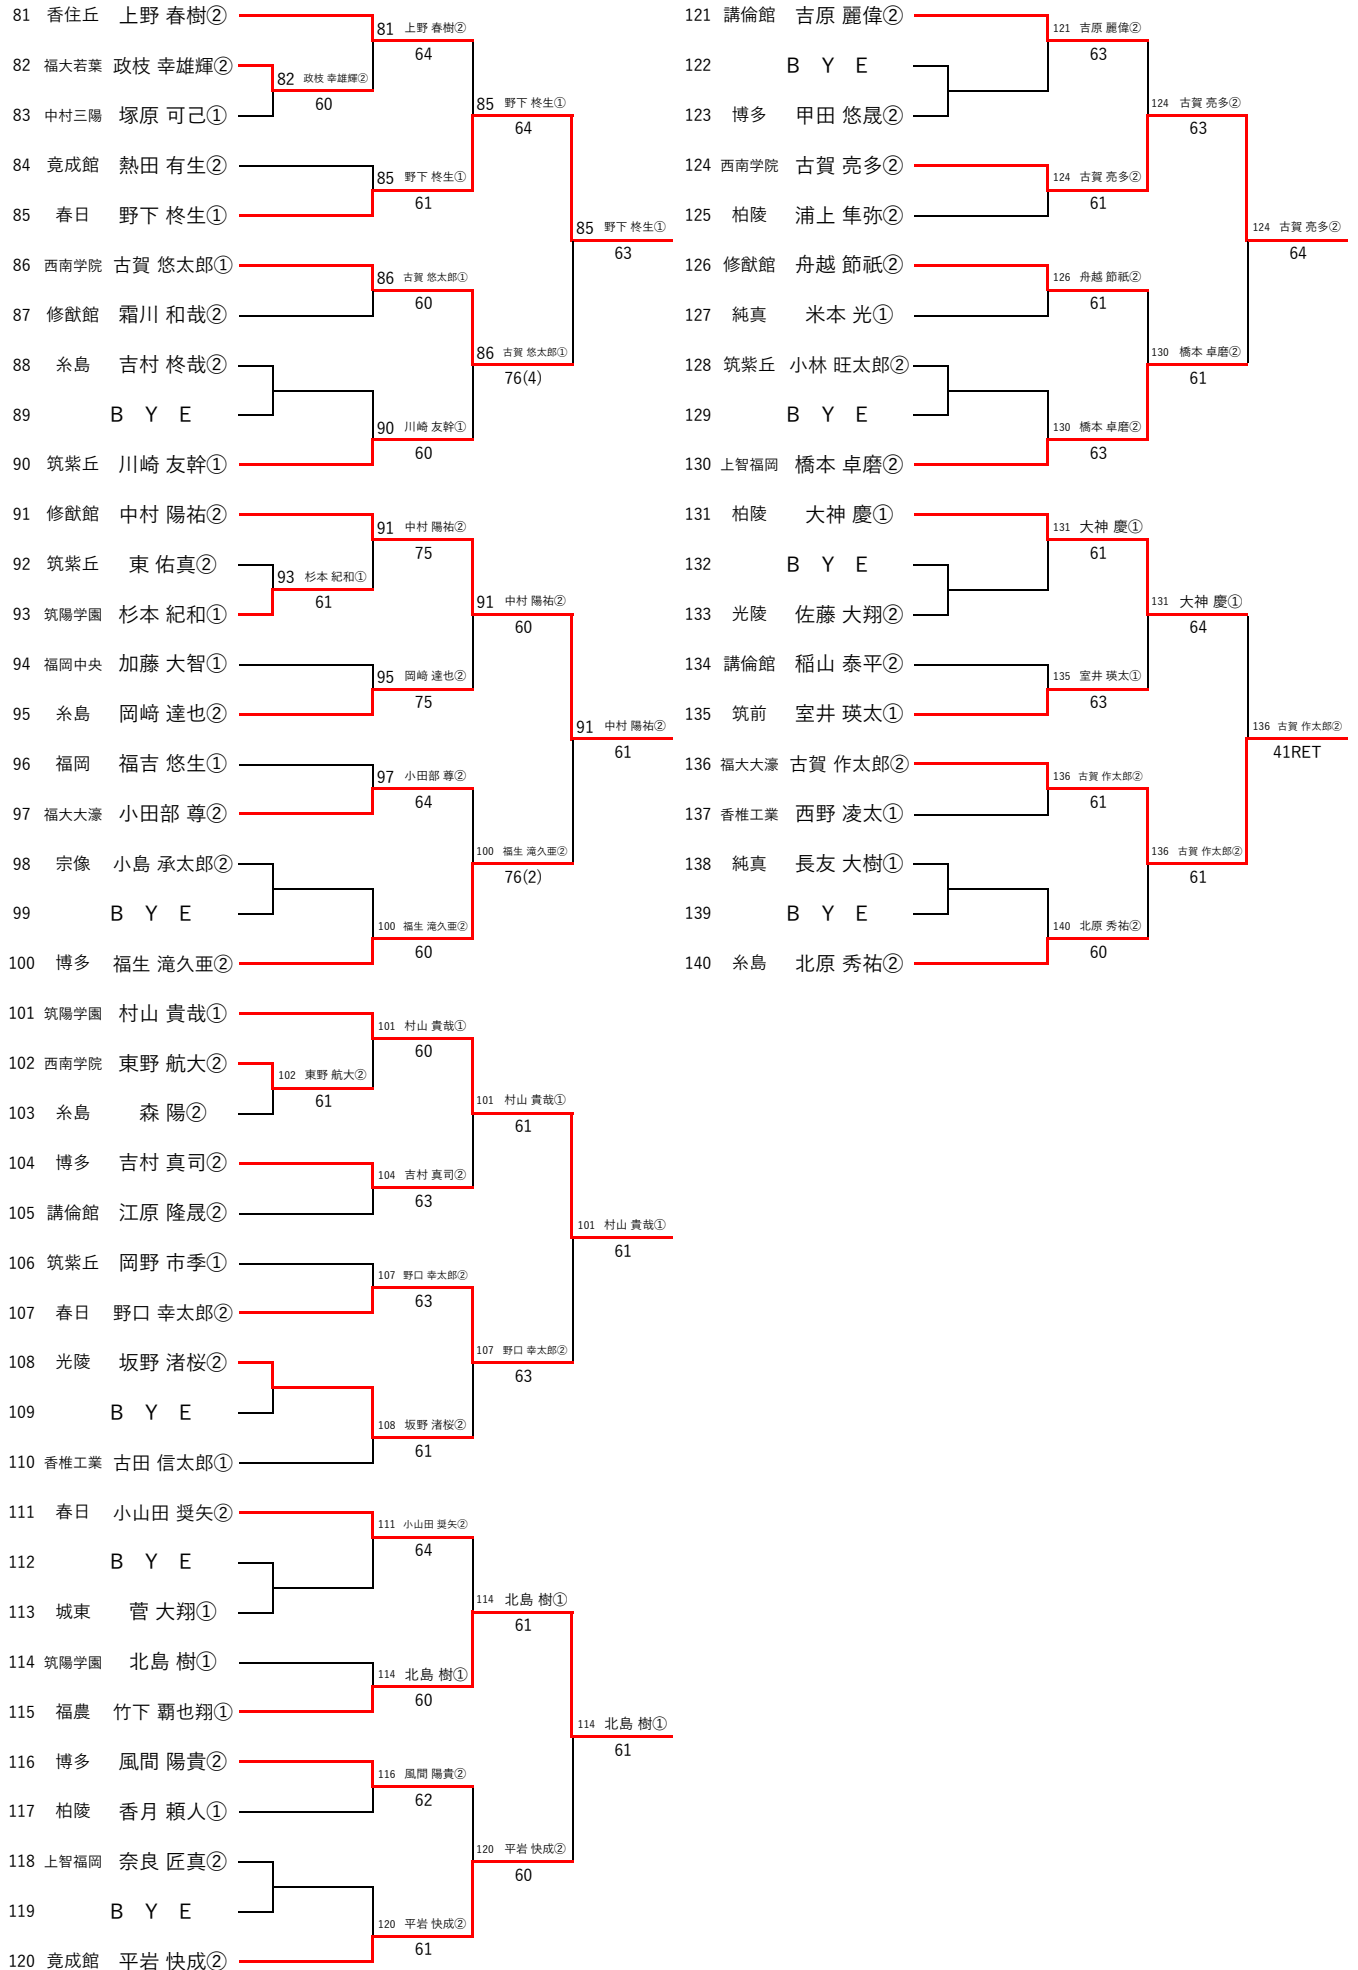 81 香住丘 上野 春樹②
81 上野 春樹②
64
82 福大若葉 政枝 幸雄輝②
82 政枝 幸雄輝②
60
83 中村三陽 塚原 可己①
85 野下 柊生①
64
84 竟成館 熱田 有生②
85 野下 柊生①
61
85 春日 野下 柊生①
85 野下 柊生①
63
86 西南学院 古賀 悠太郎①
86 古賀 悠太郎①
60
87 修猷館 霜川 和哉②
86 古賀 悠太郎①
76(4)
88 糸島 吉村 柊哉②
89 B Y E
90 川崎 友幹①
60
90 筑紫丘 川崎 友幹①
91 修猷館 中村 陽祐②
91 中村 陽祐②
75
92 筑紫丘 東 佑真②
93 杉本 紀和①
61
93 筑陽学園 杉本 紀和①
91 中村 陽祐②
60
94 福岡中央 加藤 大智①
95 岡﨑 達也②
75
95 糸島 岡﨑 達也②
91 中村 陽祐②
61
96 福岡 福吉 悠生①
97 小田部 尊②
64
97 福大大濠 小田部 尊②
100 福生 滝久亜②
76(2)
98 宗像 小島 承太郎②
99 B Y E
100 福生 滝久亜②
60
100 博多 福生 滝久亜②
101 筑陽学園 村山 貴哉①
101 村山 貴哉①
60
102 西南学院 東野 航大②
102 東野 航大②
61
103 糸島 森 陽②
101 村山 貴哉①
61
104 博多 吉村 真司②
104 吉村 真司②
63
105 講倫館 江原 隆晟②
101 村山 貴哉①
61
106 筑紫丘 岡野 市季①
107 野口 幸太郎②
63
107 春日 野口 幸太郎②
107 野口 幸太郎②
63
108 光陵 坂野 渚桜②
109 B Y E
108 坂野 渚桜②
61
110 香椎工業 古田 信太郎①
111 春日 小山田 奨矢②
111 小山田 奨矢②
64
112 B Y E
113 城東 菅 大翔①
114 北島 樹①
61
114 筑陽学園 北島 樹①
114 北島 樹①
60
115 福農 竹下 覇也翔①
114 北島 樹①
61
116 博多 風間 陽貴②
116 風間 陽貴②
62
117 柏陵 香月 頼人①
120 平岩 快成②
60
118 上智福岡 奈良 匠真②
119 B Y E
120 平岩 快成②
61
120 竟成館 平岩 快成②
121 講倫館 吉原 麗偉②
121 吉原 麗偉②
63
122 B Y E
123 博多 甲田 悠晟②
124 古賀 亮多②
63
124 西南学院 古賀 亮多②
124 古賀 亮多②
61
125 柏陵 浦上 隼弥②
124 古賀 亮多②
64
126 修猷館 舟越 節祇②
126 舟越 節祇②
61
127 純真 米本 光①
130 橋本 卓磨②
61
128 筑紫丘 小林 旺太郎②
129 B Y E
130 橋本 卓磨②
63
130 上智福岡 橋本 卓磨②
131 柏陵 大神 慶①
131 大神 慶①
61
132 B Y E
133 光陵 佐藤 大翔②
131 大神 慶①
64
134 講倫館 稲山 泰平②
135 室井 瑛太①
63
135 筑前 室井 瑛太①
136 古賀 作太郎②
41RET
136 福大大濠 古賀 作太郎②
136 古賀 作太郎②
61
137 香椎工業 西野 凌太①
136 古賀 作太郎②
61
138 純真 長友 大樹①
139 B Y E
140 北原 秀祐②
60
140 糸島 北原 秀祐②